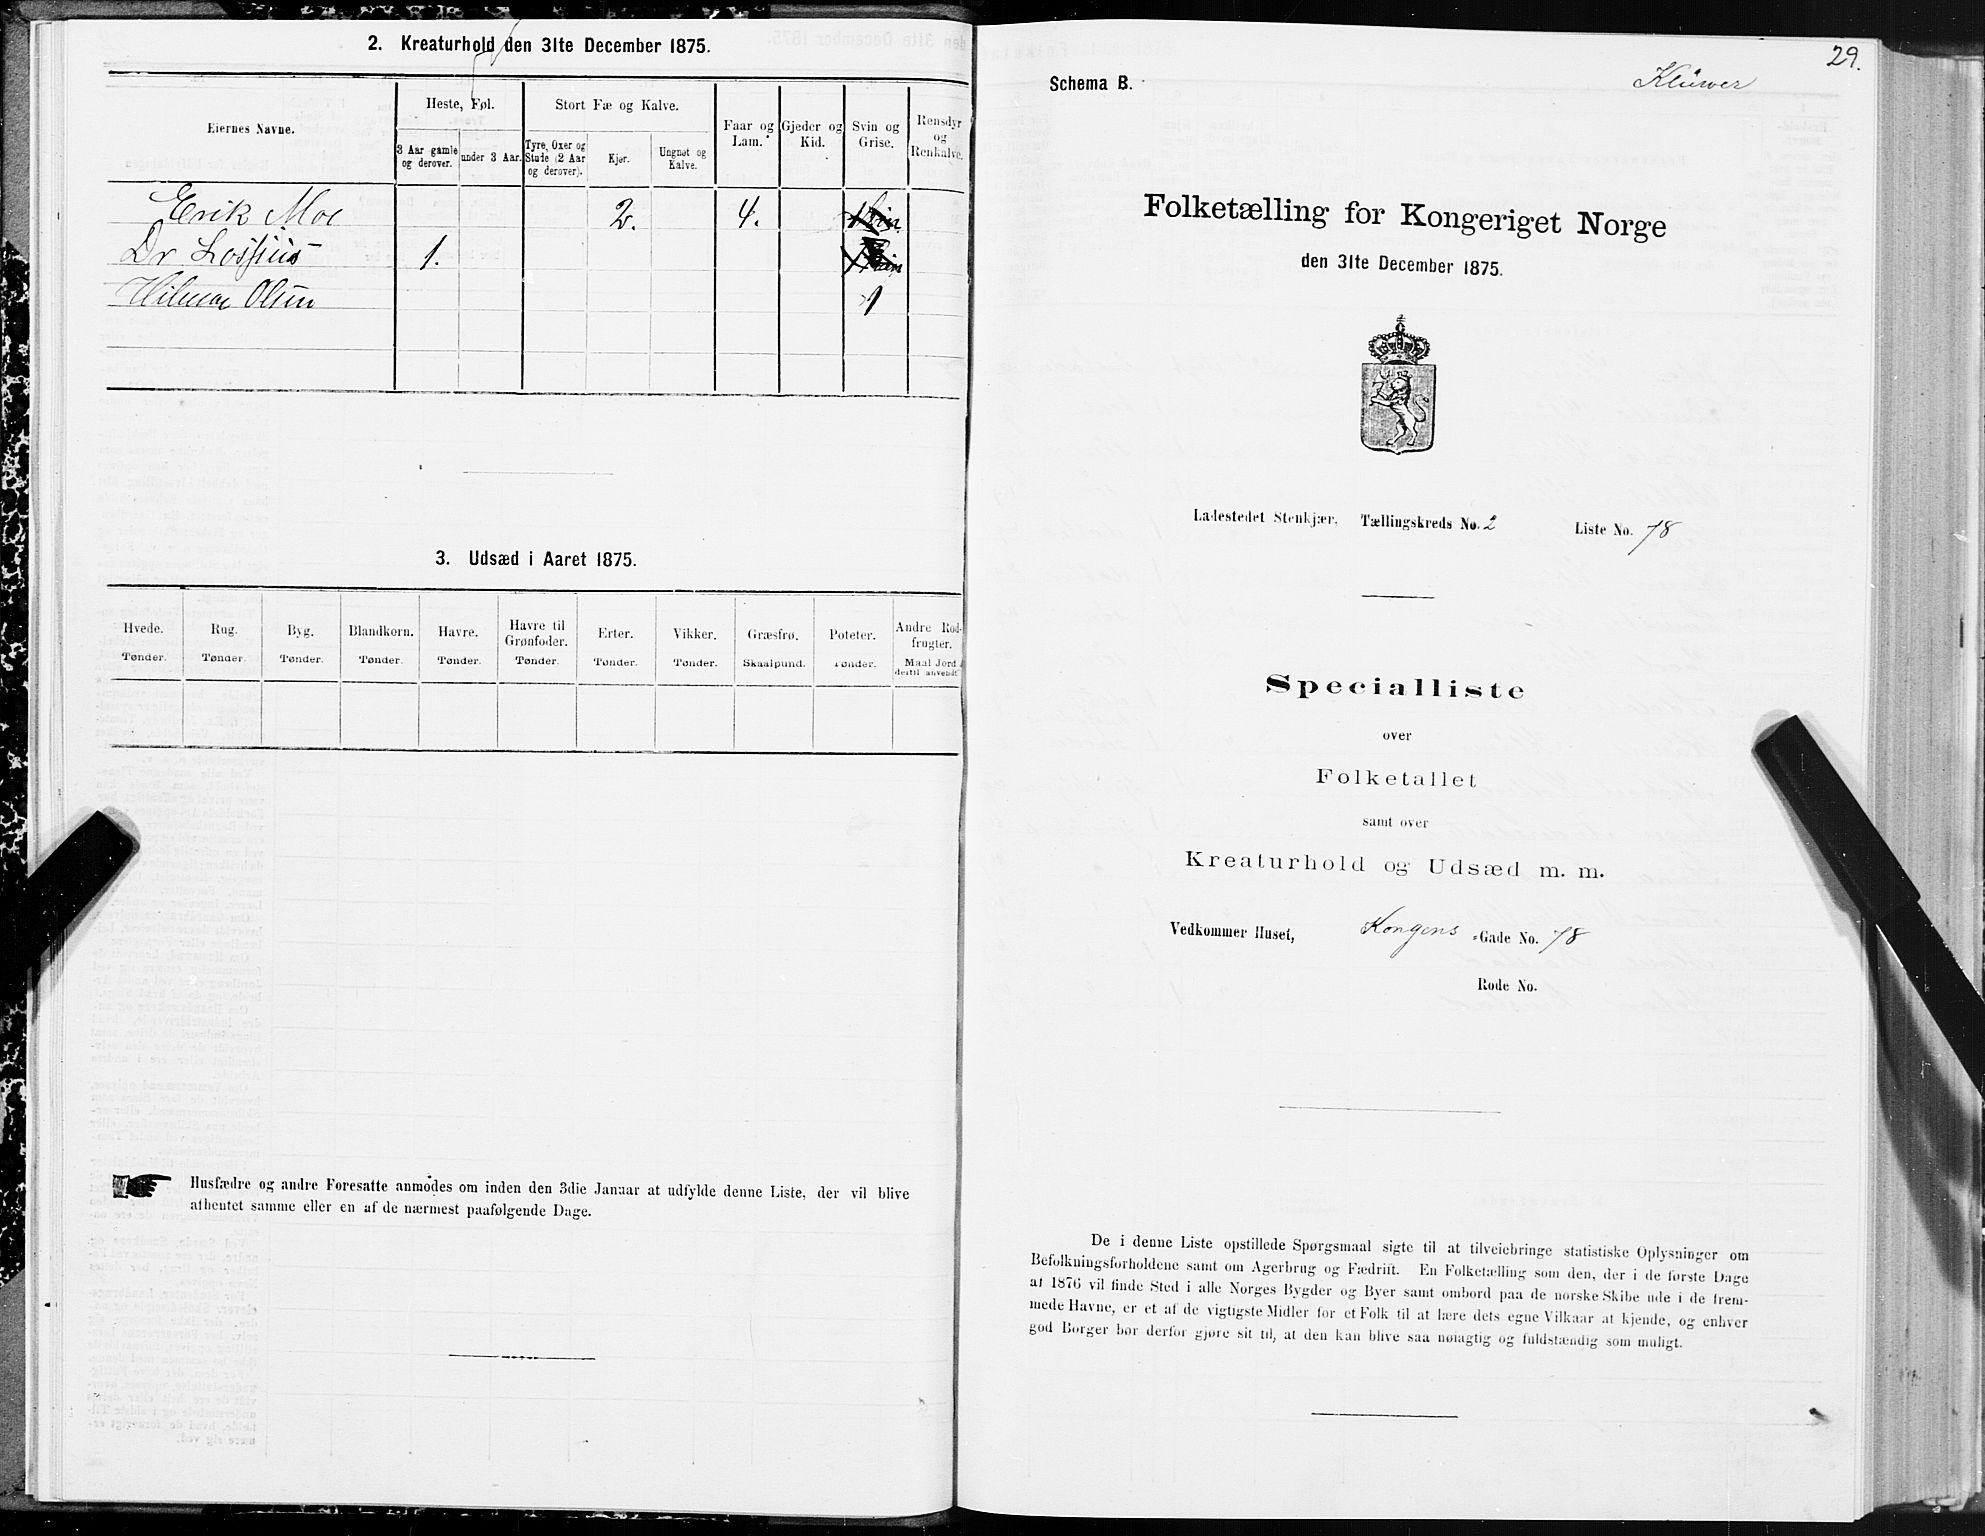 2. Kreaturhold den 31te December 1875.
Eiernes Navne.
Heste, Føl.
Stort Fæ og Kalve.
Faar og Lam.
Gjeder og Kid.
Svin og Grise.
Rensdyr og Renkalve.
3 Aar gamle og derover.
under 3 Aar.
Tyre, Oxer og Stude (2 Aar og derover).
Kjør.
Ungnøt og Kalve.
Erik Moe 2. 4.
Dr Lossius 1.
Hilmar Olsen 1
3. Udsæd i Aaret 1875.
Hvede. Rug. Byg. Blandkorn. Havre. Havre til Grønfoder. Erter. Vikker. Græsfrø. Poteter. Andre Rodfrugter.
Tønder. Tønder. Tønder. Tønder. Tønder. Tønder. Tønder. Tønder. Skaalpund. Tønder. Maal Jord dertil anvendt.
Husfædre og andre Foresatte anmodes om inden den 3die Januar at udfylde denne Liste, der vil blive
afhentet samme eller en af de nærmest paafølgende Dage.
29.
Schema B.
Klüwer
Folketælling for Kongeriget Norge
den 31te December 1875.
Ladestedet Stenkjær, Tællingskreds No. 2 Liste No. 78
Specialliste
over
Folketallet
samt over
Kreaturhold og Udsæd m. m.
Vedkommer Huset, Kongens -Gade No. 78
Rode No.
De i denne Liste opstillede Spørgsmaal sigte til at tilveiebringe statistiske Oplysninger om
Befolkningsforholdene samt om Agerbrug og Fædrift. En Folketælling som den, der i de første Dage
af 1876 vil finde Sted i alle Norges Bygder og Byer samt ombord paa de norske Skibe ude i de frem-
mede Havne, er et af de vigtigste Midler for et Folk til at lære dets egne Vilkaar at kjende, og enhver
god Borger bør derfor gjøre sit til, at den kan blive saa nøiagtig og fuldstændig som muligt.